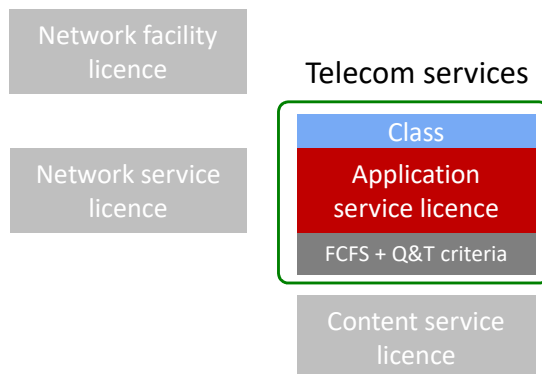 Network facility
licence
Telecom services
Class
Network service
licence
Application
service licence
FCFS + Q&T criteria
Content service
licence